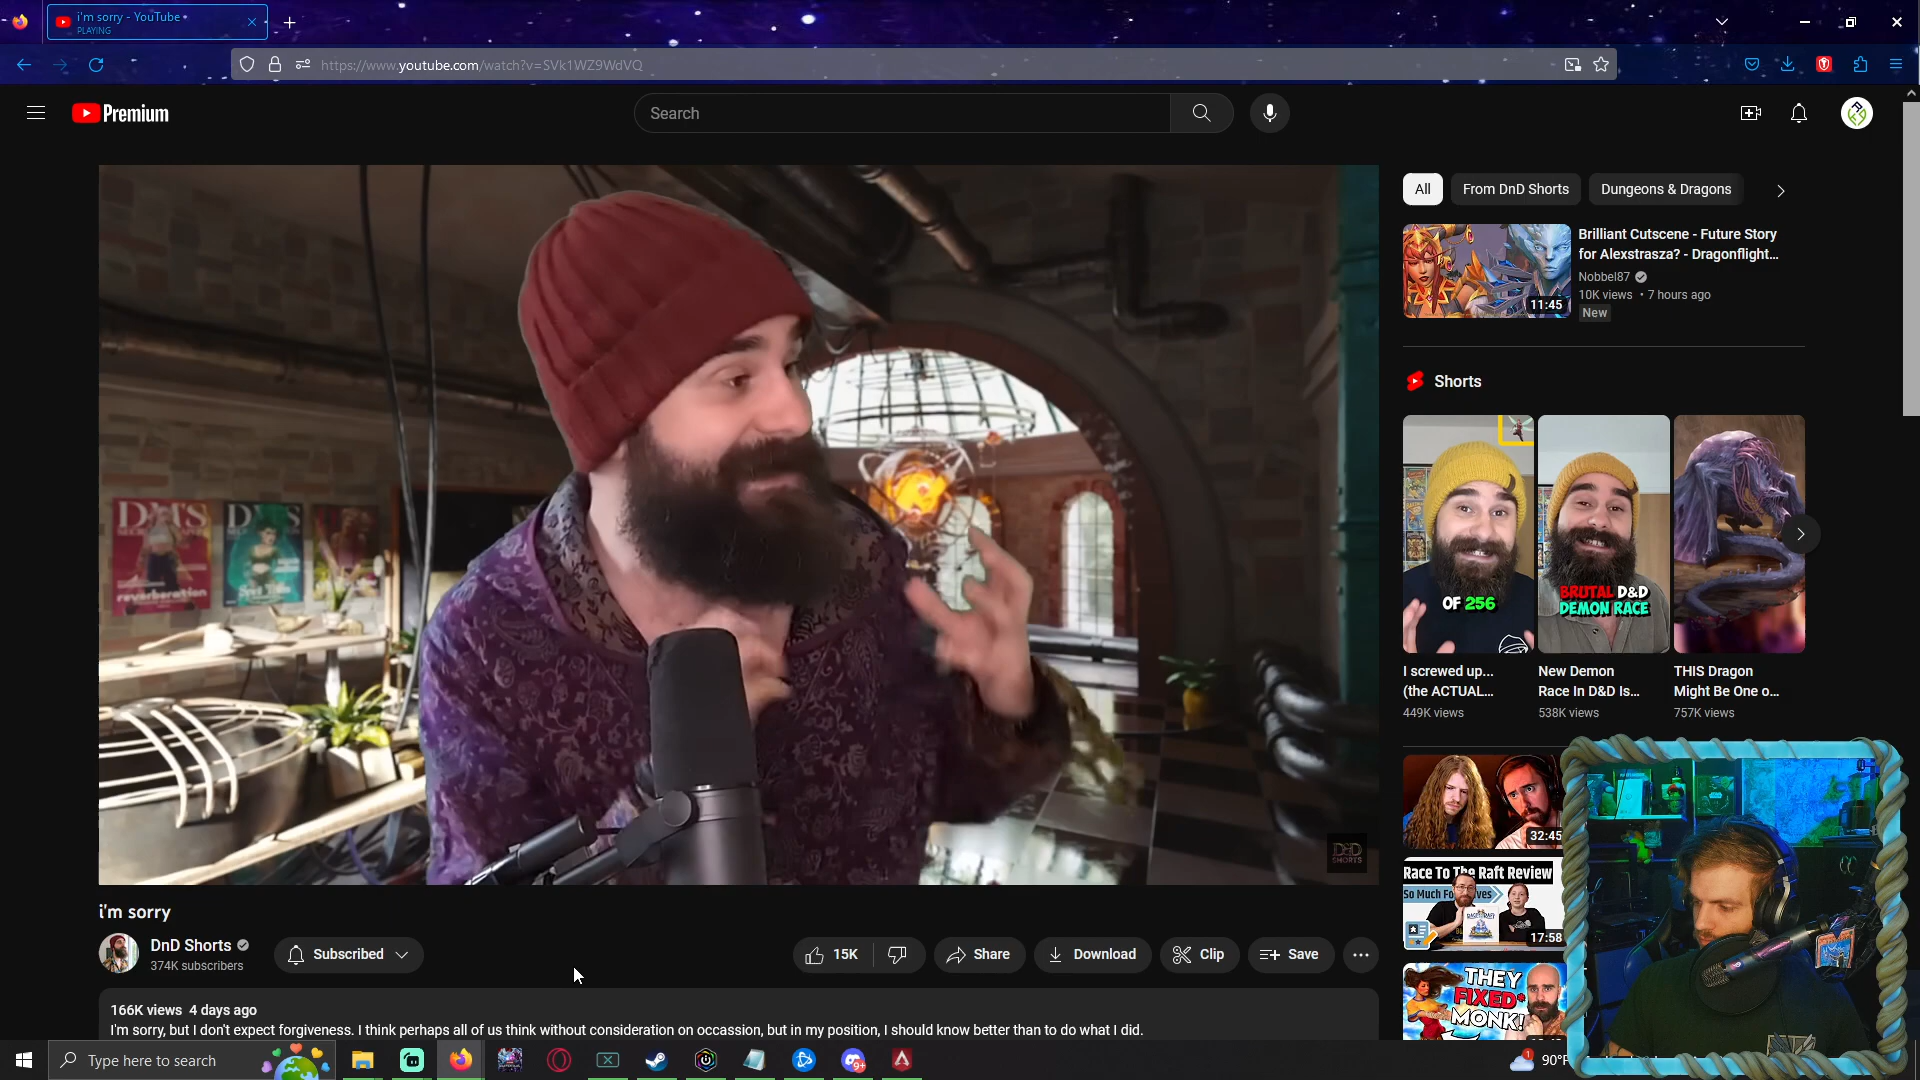 i'm sorry - YouTube
PLAYING
https://www.youtube.com/watch?v=SVk1WZ9WdVQ
Premium
Search
All
From DnD Shorts
Dungeons & Dragons
Brilliant Cutscene - Future Story
for Alexstrasza? - Dragonflight...
Nobbel87
10K views • 7 hours ago
New
11:45
Shorts
OF 256
BRUTAL D&D
DEMON RACE
I screwed up...
(the ACTUAL...
449K views
New Demon
Race In D&D Is...
538K views
THIS Dragon
Might Be One o...
757K views
32:45
Race To The Raft Review
17:58
THEY
FIXED*
MONK!
D&D
SHORTS
i'm sorry
DnD Shorts
374K subscribers
Subscribed
15K
Share
Download
Clip
Save
166K views 4 days ago
I'm sorry, but I don't expect forgiveness. I think perhaps all of us think without consideration on occassion, but in my position, I should know better than to do what I did.
Type here to search
9+
1
90°F